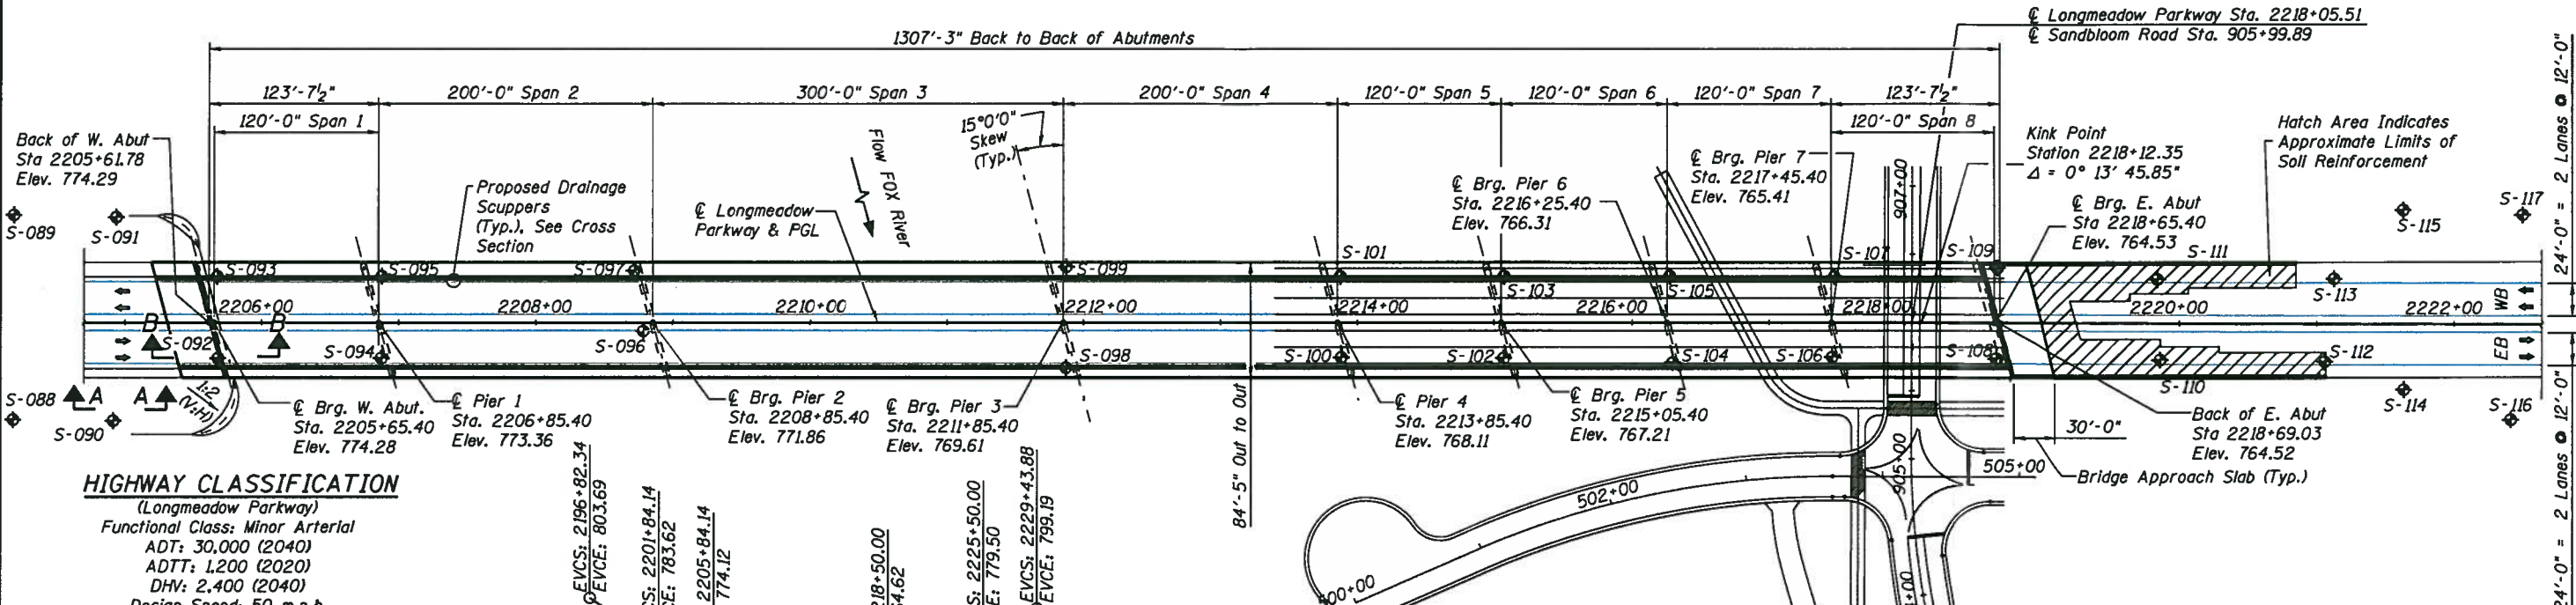 ℄ Longmeadow Parkway Sta. 2218+05.51
℄ Sandbloom Road Sta. 905+99.89
1307'-3" Back to Back of Abutments
123'-7½"
200'-0" Span 2
300'-0" Span 3
200'-0" Span 4
120'-0" Span 5
120'-0" Span 6
120'-0" Span 7
123'-7½"
120'-0" Span 1
120'-0" Span 8
Back of W. Abut
Sta 2205+61.78
Elev. 774.29
Proposed Drainage
Scuppers
(Typ.), See Cross
Section
℄ Longmeadow
Parkway & PGL
Flow FOX River
15°0'0"
Skew
(Typ.)
℄ Brg. Pier 6
Sta. 2216+25.40
Elev. 766.31
℄ Brg. Pier 7
Sta. 2217+45.40
Elev. 765.41
907+00
Kink Point
Station 2218+12.35
Δ = 0° 13' 45.85"
℄ Brg. E. Abut
Sta 2218+65.40
Elev. 764.53
Hatch Area Indicates
Approximate Limits of
Soil Reinforcement
S-117
S-115
S-089
S-091
S-093
S-095
S-097
S-099
S-101
S-103
S-105
S-107
S-109
S-111
S-113
2206+00
2208+00
2210+00
2212+00
2214+00
2216+00
2218+00
2220+00
2222+00
WB
EB
B
B
S-092
S-094
S-096
S-098
S-100
S-102
S-104
S-106
S-108
S-110
S-112
S-114
S-116
S-088
S-090
A
A
1:2
(V:H)
℄ Brg. W. Abut.
Sta. 2205+65.40
Elev. 774.28
℄ Pier 1
Sta. 2206+85.40
Elev. 773.36
℄ Brg. Pier 2
Sta. 2208+85.40
Elev. 771.86
℄ Brg. Pier 3
Sta. 2211+85.40
Elev. 769.61
84'-5" Out to Out
℄ Pier 4
Sta. 2213+85.40
Elev. 768.11
℄ Brg. Pier 5
Sta. 2215+05.40
Elev. 767.21
30'-0"
Back of E. Abut
Sta 2218+69.03
Elev. 764.52
Bridge Approach Slab (Typ.)
24'-0" = 2 Lanes @ 12'-0"
24'-0" = 2 Lanes @ 12'-0"
905+00
505+00
502+00
HIGHWAY CLASSIFICATION
(Longmeadow Parkway)
Functional Class: Minor Arterial
ADT: 30,000 (2040)
ADTT: 1,200 (2020)
DHV: 2,400 (2040)
Design Speed: 50 m.p.h.
EVCS: 2196+82.34
EVCE: 803.69
CS: 2201+84.14
CE: 783.62
2205+84.14
774.12
218+50.00
S: 2225+50.00
E: 779.50
EVCS: 2229+43.88
EVCE: 799.19